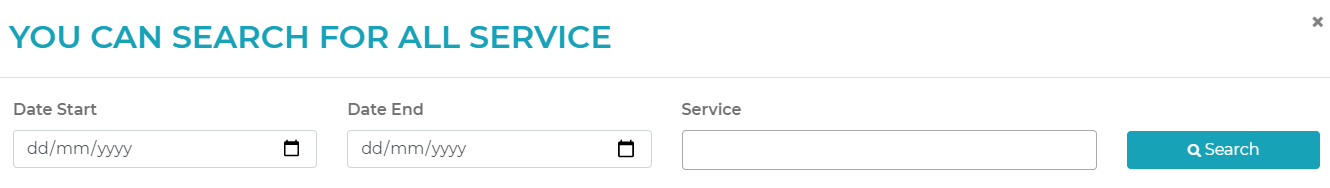 YOU CAN SEARCH FOR ALL SERVICE
×
Date Start
Date End
Service
dd/mm/yyyy
dd/mm/yyyy
Search